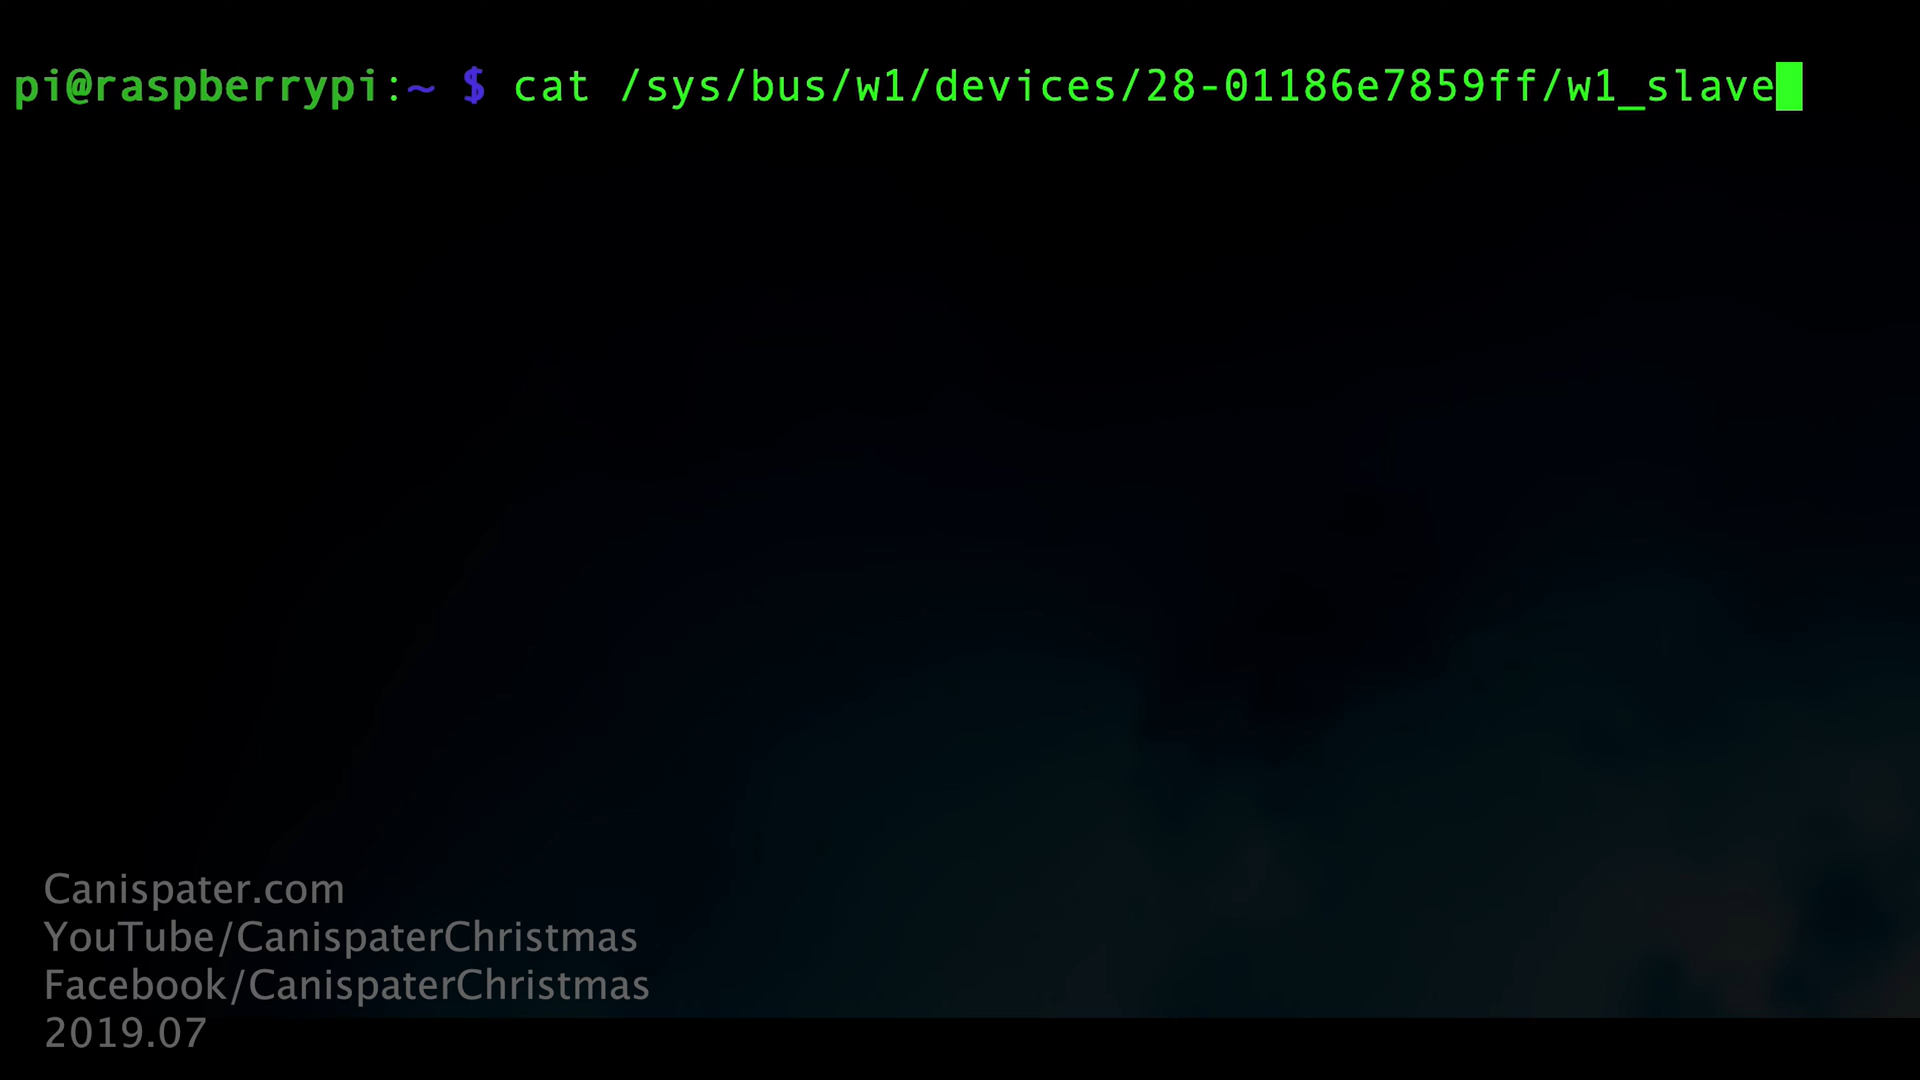 pi@raspberrypi:~ $ cat /sys/bus/w1/devices/28-01186e7859ff/w1_slave
Canispater.com
YouTube/CanispaterChristmas
Facebook/CanispaterChristmas
2019.07